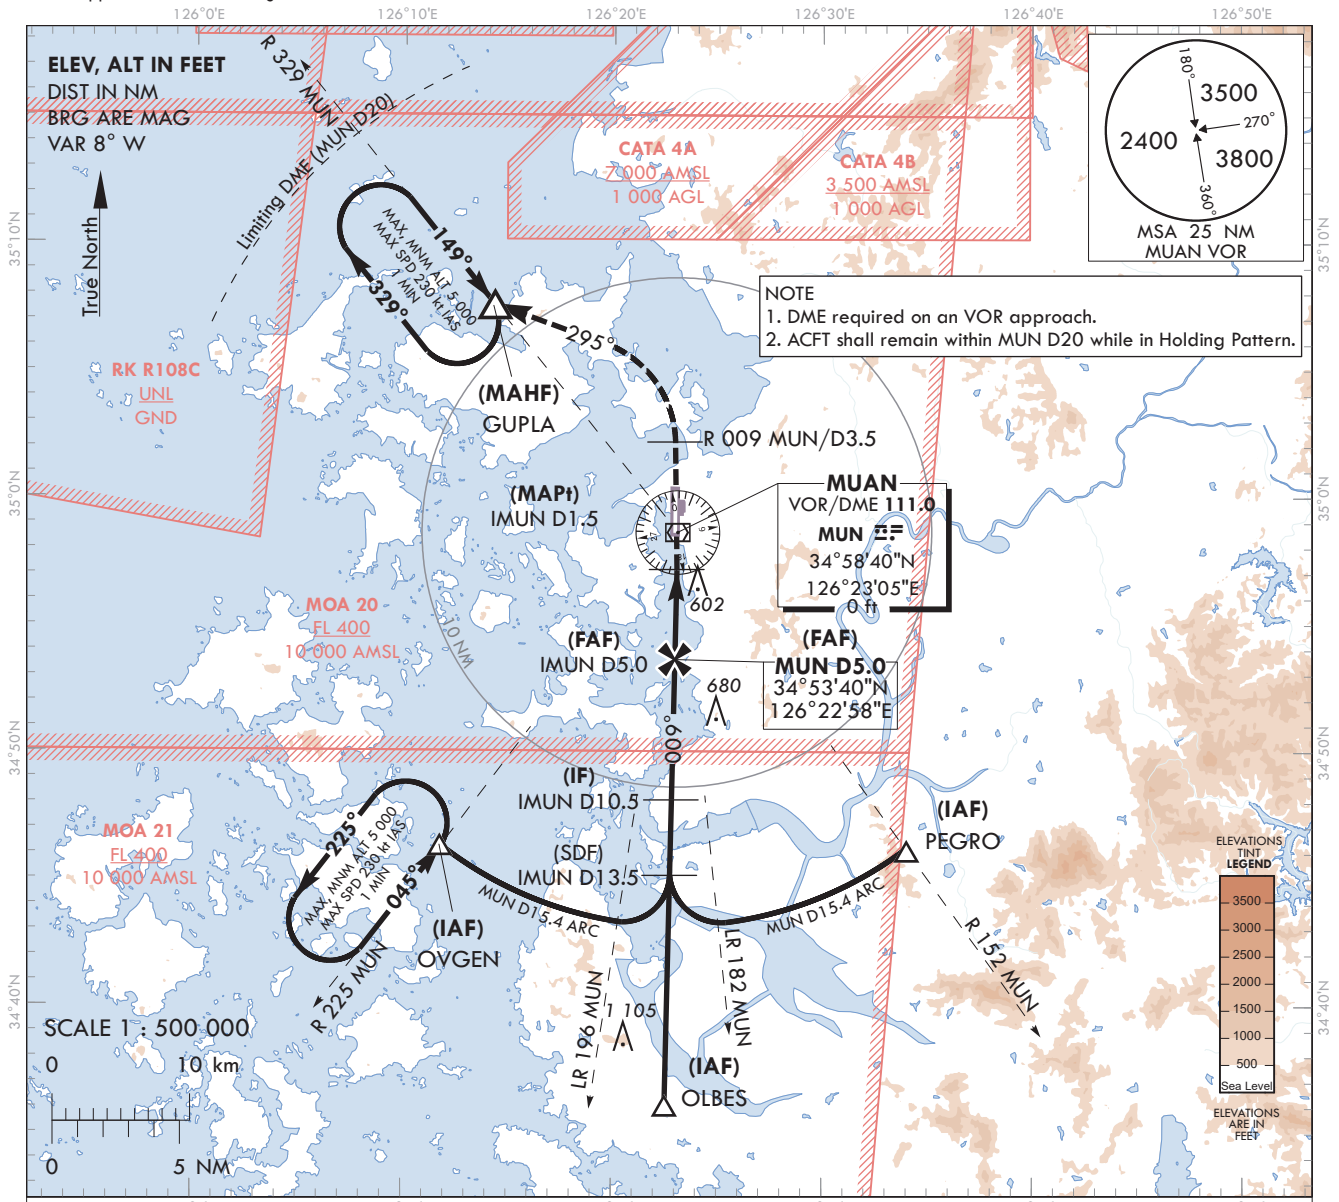 126°0'E
126°10'E
126°20'E
126°30'E
126°40'E
126°50'E
ELEV, ALT IN FEET
DIST IN NM
BRG ARE MAG
VAR 8° W
True North
R 329 MUN
Limiting DME (MUN D20)
CATA 4A
7 000 AMSL
1 000 AGL
CATA 4B
3 500 AMSL
1 000 AGL
180°
3500
270°
2400
3800
360°
MSA 25 NM
MUAN VOR
35°10'N
35°10'N
149°
MAX, MNM ALT 5 000
MAX SPD 230 kt IAS
1 MIN
329°
295°
NOTE
1. DME required on an VOR approach.
2. ACFT shall remain within MUN D20 while in Holding Pattern.
RK R108C
UNL
GND
(MAHF)
GUPLA
R 009 MUN/D3.5
35°0'N
35°0'N
(MAPt)
IMUN D1.5
MUAN
VOR/DME 111.0
MUN
34°58'40"N
126°23'05"E
0 ft
602
MOA 20
FL 400
10 000 AMSL
10 NM
(FAF)
IMUN D5.0
(FAF)
MUN D5.0
34°53'40"N
126°22'58"E
680
009°
34°50'N
34°50'N
(IF)
IMUN D10.5
(SDF)
IMUN D13.5
MOA 21
FL 400
10 000 AMSL
225°
MAX, MNM ALT 5 000
MAX SPD 230 kt IAS
1 MIN
045°
(IAF)
OVGEN
MUN D15.4 ARC
MUN D15.4 ARC
(IAF)
PEGRO
R 225 MUN
LR 196 MUN
LR 182 MUN
R 152 MUN
1 105
(IAF)
OLBES
34°40'N
34°40'N
SCALE 1 : 500 000
0
10 km
0
5 NM
ELEVATIONS
TINT
LEGEND
3500
3000
2500
2000
1500
1000
500
Sea Level
ELEVATIONS
ARE IN
FEET